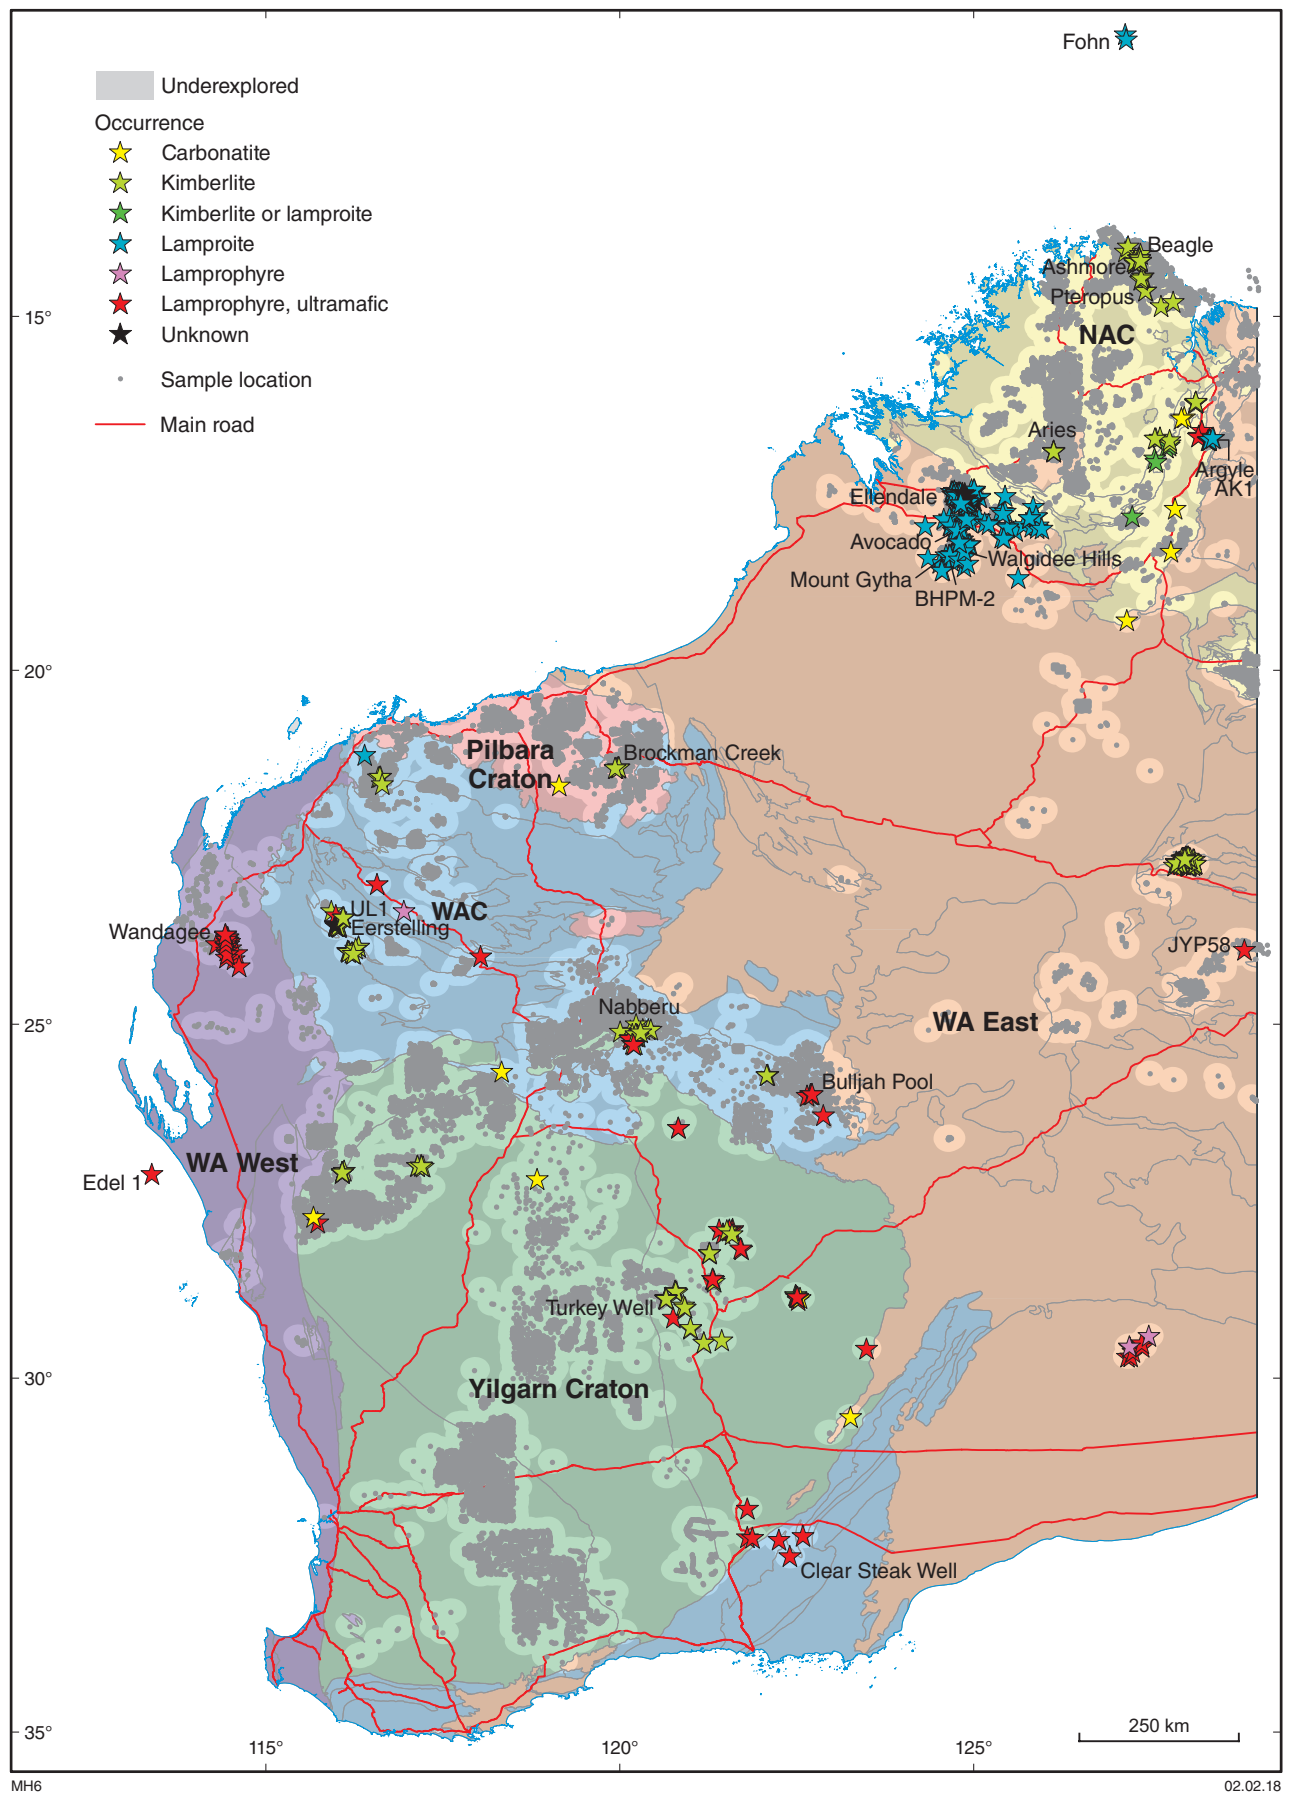 Fohn
Underexplored
Occurrence
Carbonatite
Kimberlite
Kimberlite or lamproite
Lamproite
Lamprophyre
Lamprophyre, ultramafic
Unknown
Sample location
Main road
Beagle
Ashmore
Pteropus
15°
NAC
Aries
Argyle
AK1
Ellendale
Avocado
Walgidee Hills
Mount Gytha
BHPM-2
20°
Pilbara
Craton
Brockman Creek
UL1
WAC
Eerstelling
Wandagee
JYP58
Nabberu
25°
WA East
Bulljah Pool
WA West
Edel 1
Turkey Well
30°
Yilgarn Craton
Clear Steak Well
35°
250 km
115°
120°
125°
MH6
02.02.18